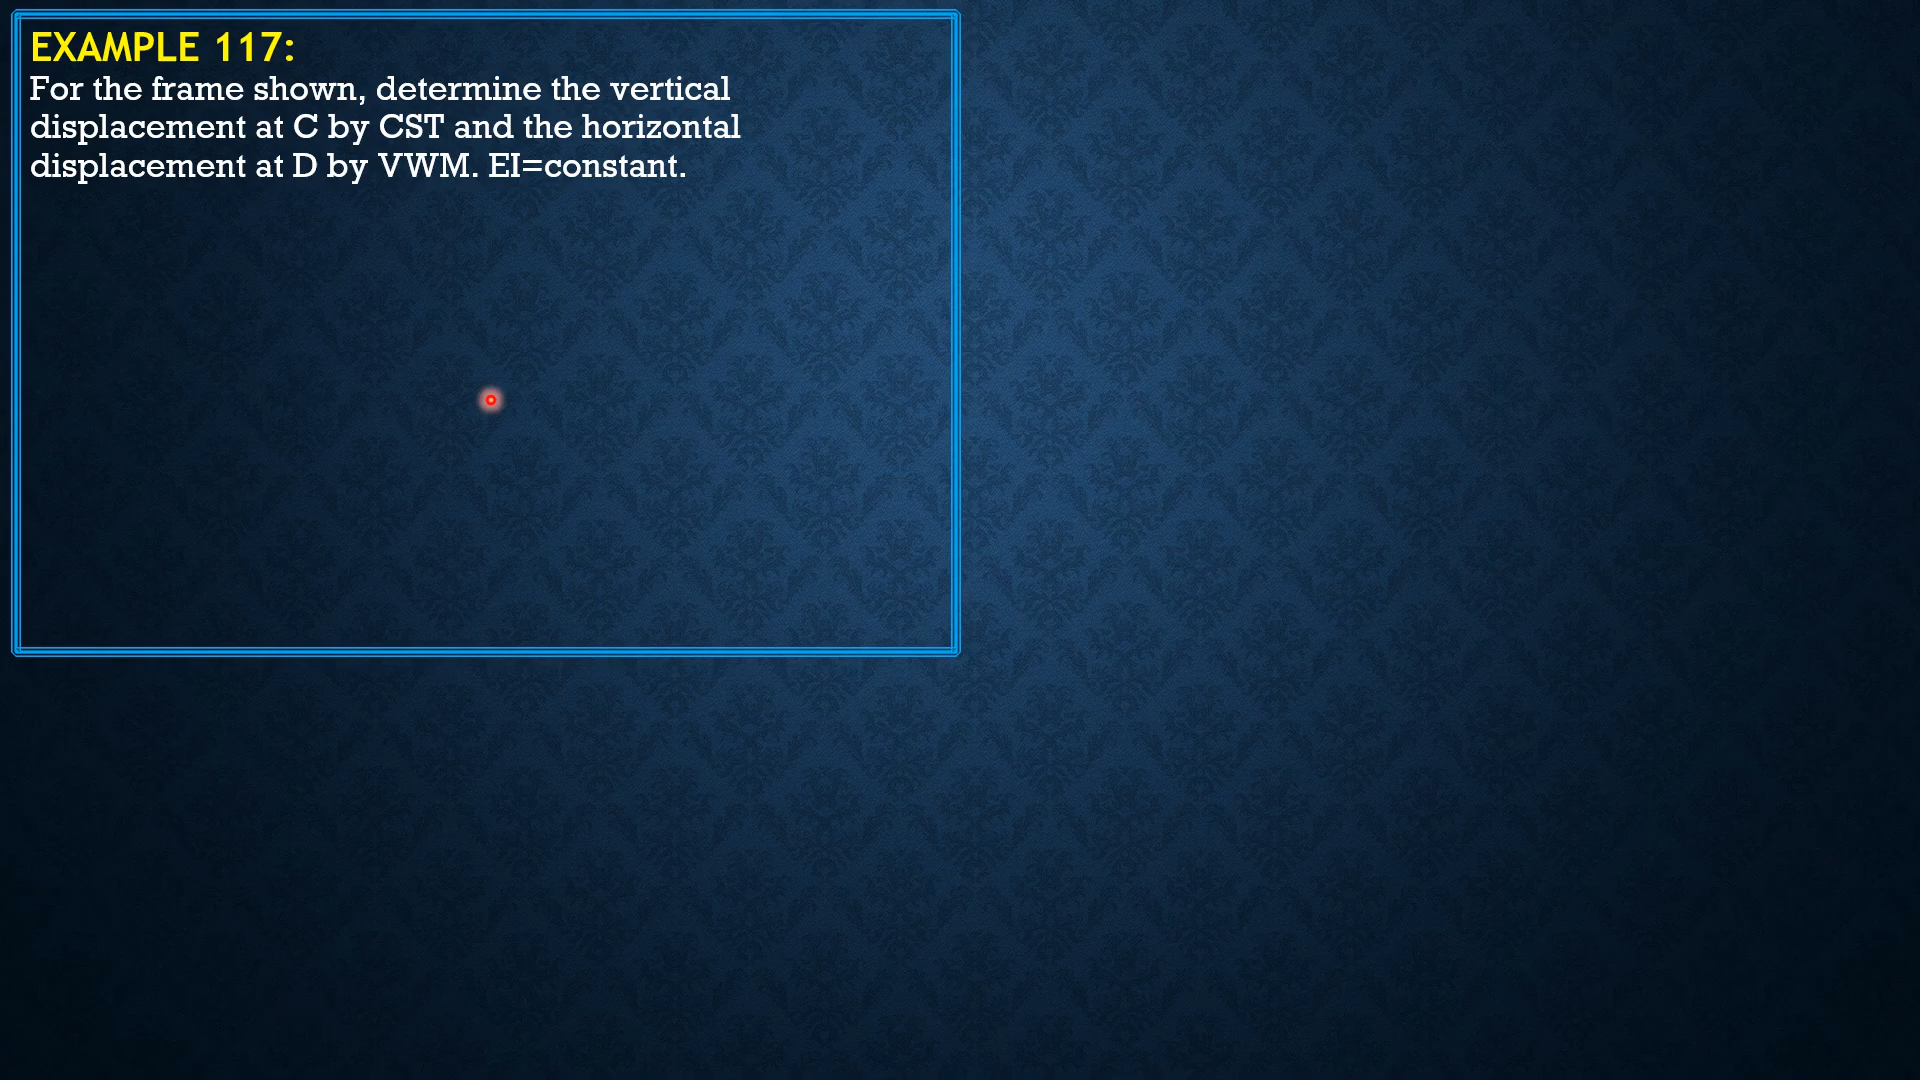 EXAMPLE 117:
For the frame shown, determine the vertical
displacement at C by CST and the horizontal
displacement at D by VWM. EI=constant.